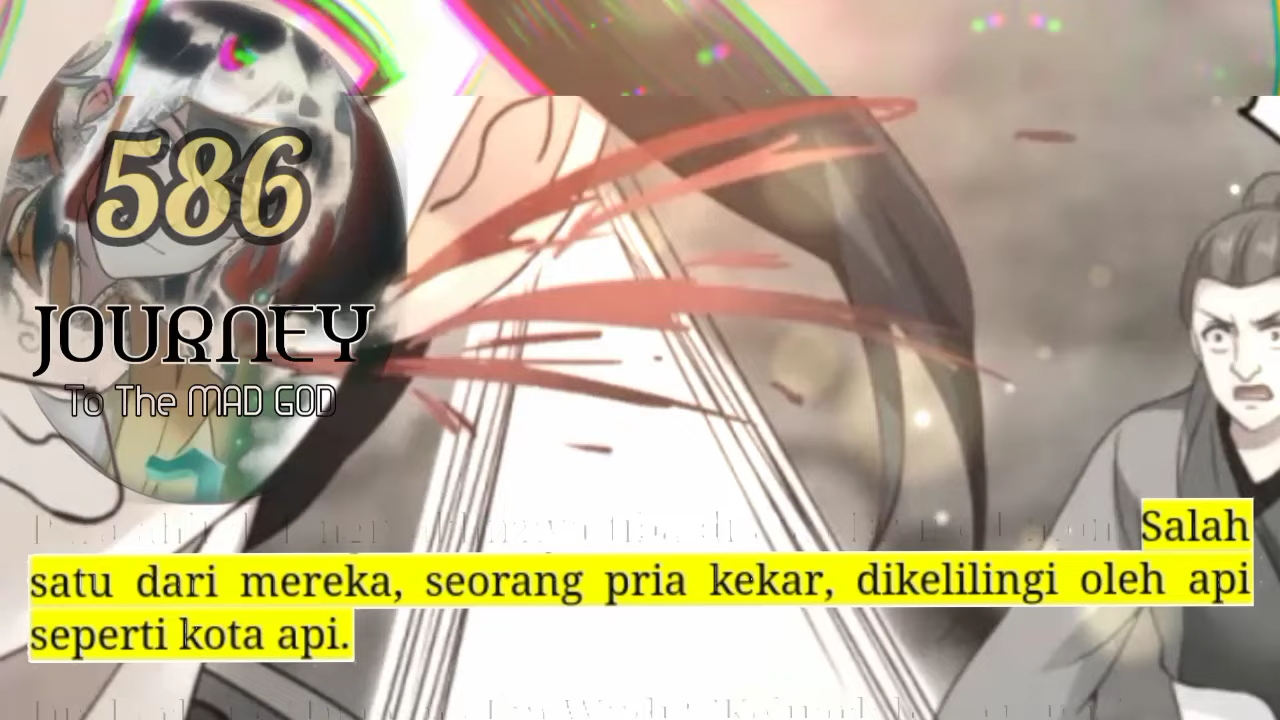 586
JOURNEY
To The MAD GOD
Salah
satu dari mereka, seorang pria kekar, dikelilingi oleh api
seperti kota api.